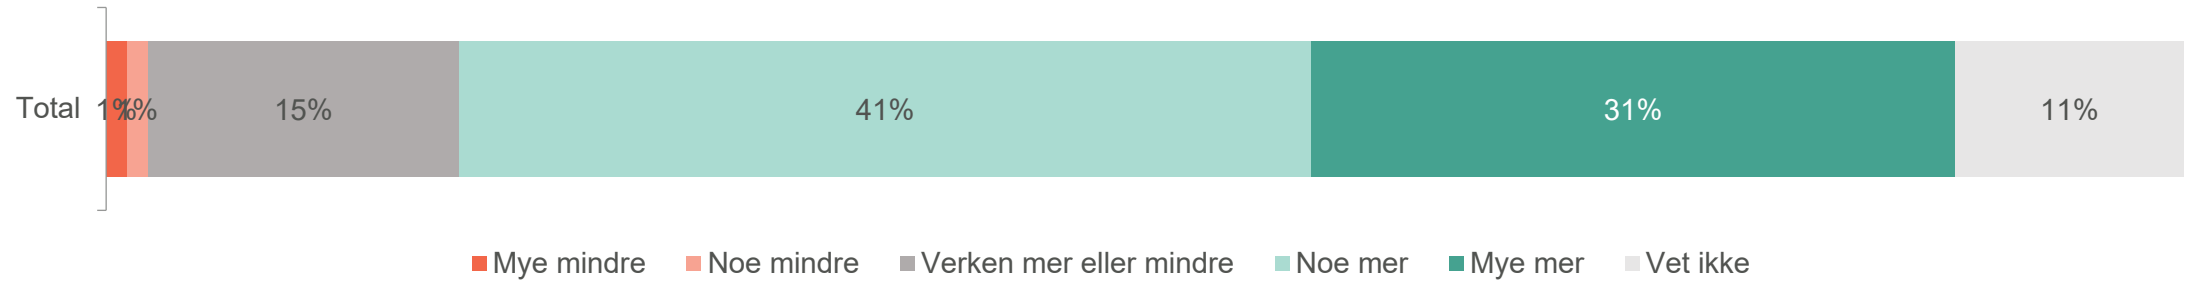 Total 1% 1% 15% 41% 31% 11%
Mye mindre Noe mindre Verken mer eller mindre Noe mer Mye mer Vet ikke